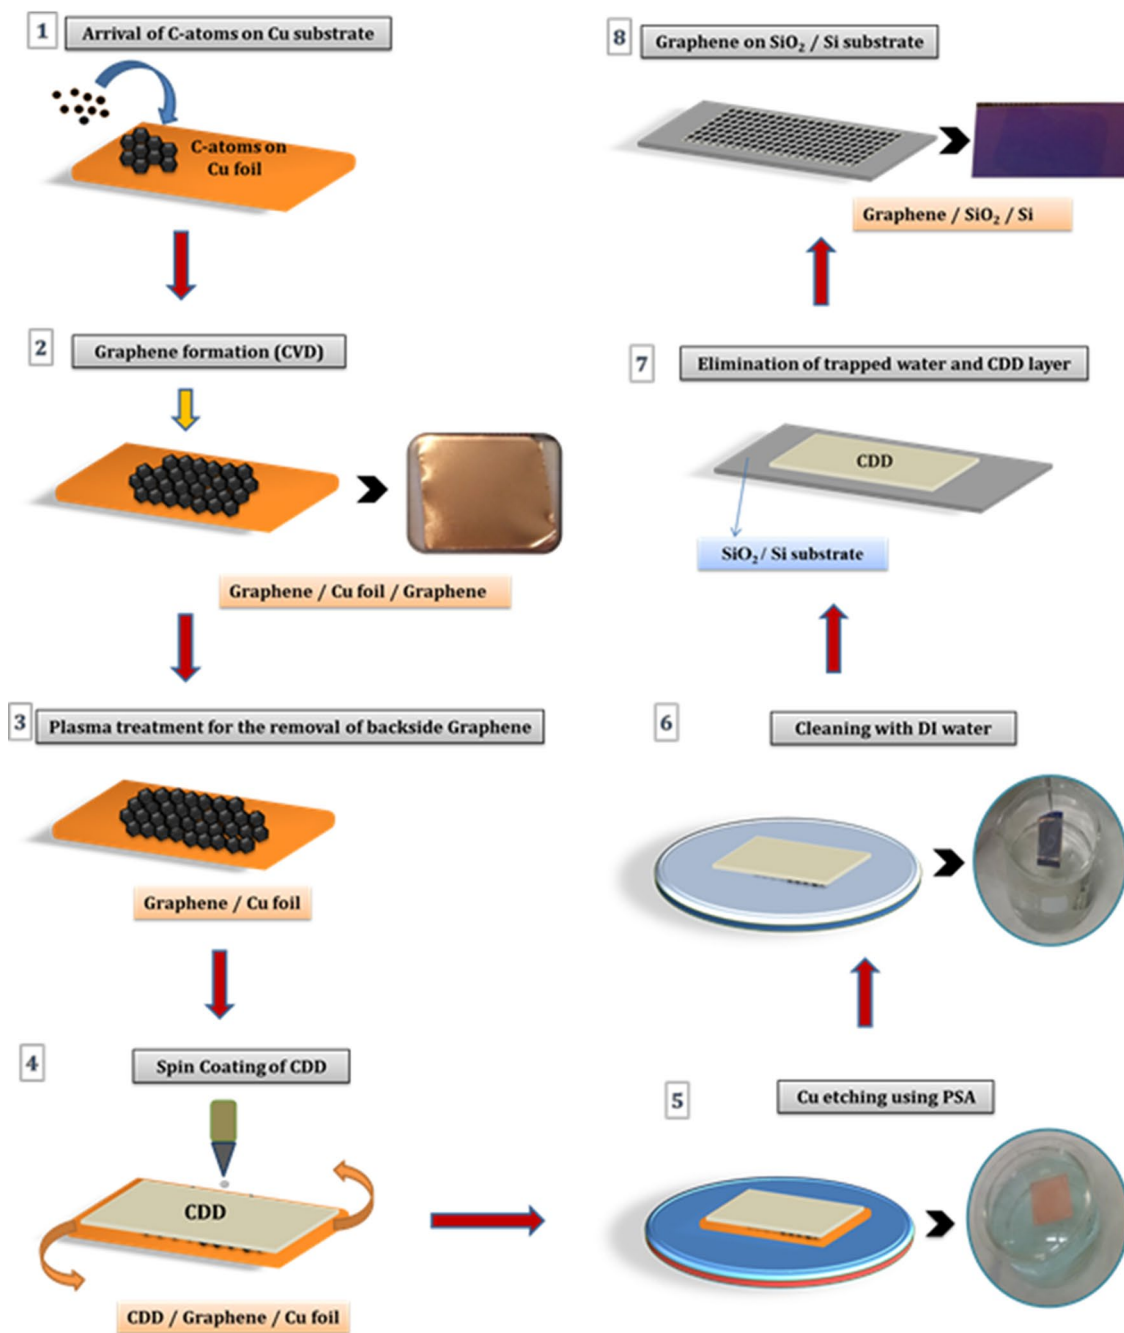 1
Arrival of C-atoms on Cu substrate
C-atoms on
Cu foil
2
Graphene formation (CVD)
Graphene / Cu foil / Graphene
3
Plasma treatment for the removal of backside Graphene
Graphene / Cu foil
4
Spin Coating of CDD
CDD
CDD / Graphene / Cu foil
5
Cu etching using PSA
6
Cleaning with DI water
7
Elimination of trapped water and CDD layer
CDD
SiO₂ / Si substrate
8
Graphene on SiO₂ / Si substrate
Graphene / SiO₂ / Si